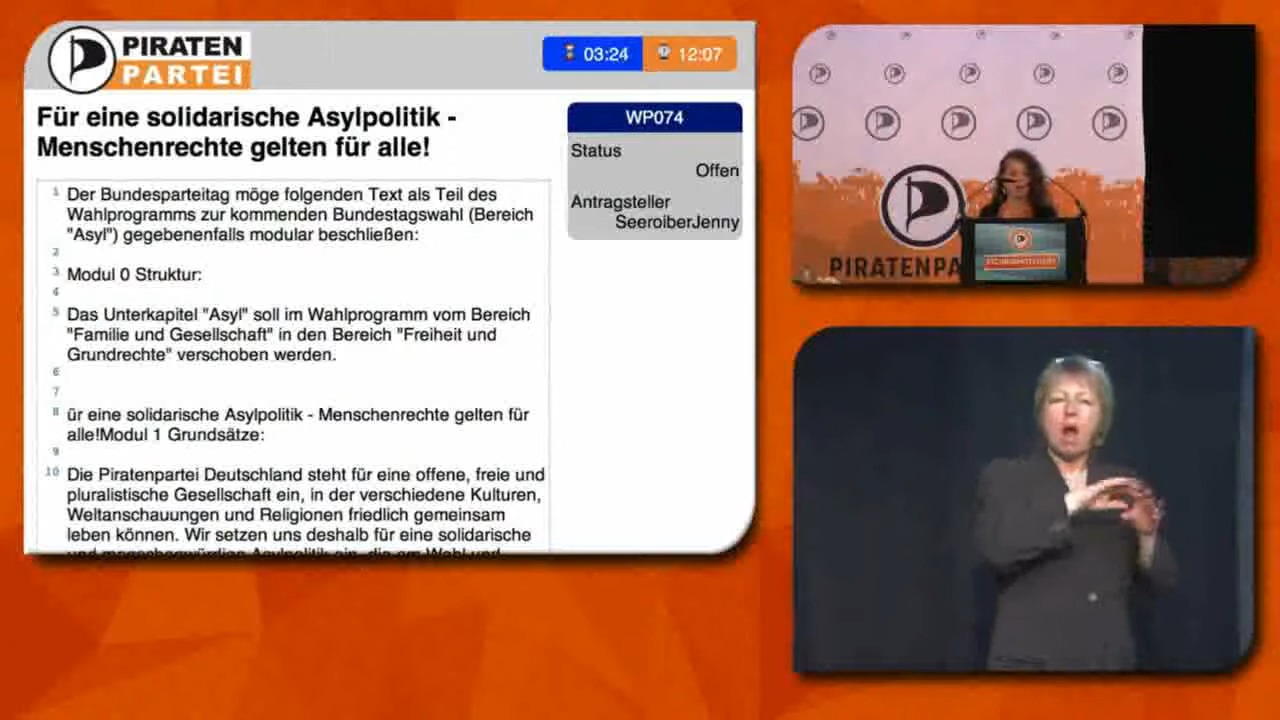 PIRATEN
PARTEI
03:24
12:07
Für eine solidarische Asylpolitik -
Menschenrechte gelten für alle!
1 Der Bundesparteitag möge folgenden Text als Teil des
Wahlprogramms zur kommenden Bundestagswahl (Bereich
"Asyl") gegebenenfalls modular beschließen:
2
3 Modul 0 Struktur:
4
5 Das Unterkapitel "Asyl" soll im Wahlprogramm vom Bereich
"Familie und Gesellschaft" in den Bereich "Freiheit und
Grundrechte" verschoben werden.
6
7
8 ür eine solidarische Asylpolitik - Menschenrechte gelten für
alle!Modul 1 Grundsätze:
9
10 Die Piratenpartei Deutschland steht für eine offene, freie und
pluralistische Gesellschaft ein, in der verschiedene Kulturen,
Weltanschauungen und Religionen friedlich gemeinsam
leben können. Wir setzen uns deshalb für eine solidarische
WP074
Status
Offen
Antragsteller
SeeroiberJenny
PIRATENPA